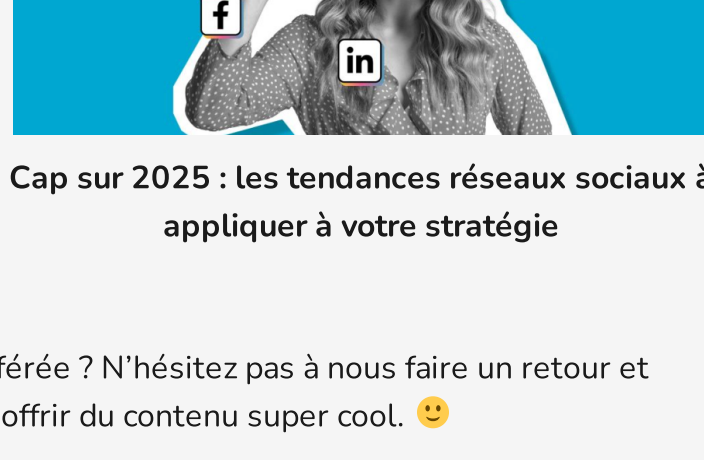 f
in
Cap sur 2025 : les tendances réseaux sociaux à
appliquer à votre stratégie
férée ? N’hésitez pas à nous faire un retour et
offrir du contenu super cool. 🙂